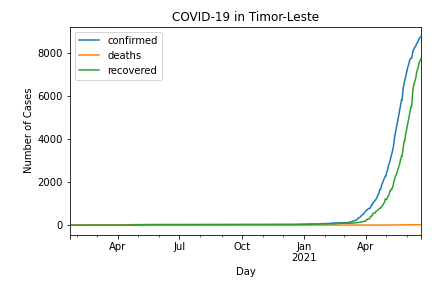 COVID-19 in Timor-Leste
confirmed
deaths
recovered
Number of Cases
8000
6000
4000
2000
0
Apr Jul Oct Jan Apr
2021
Day